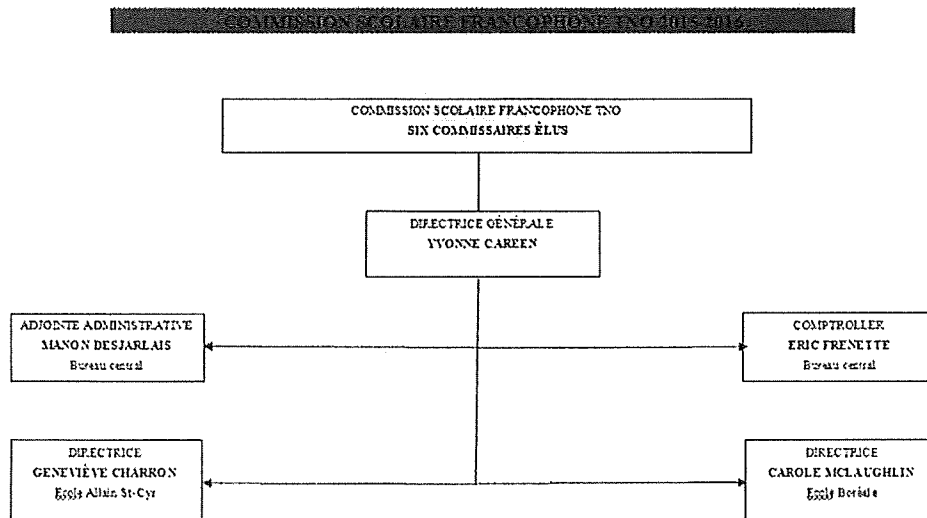 COMMISSION SCOLAIRE FRANCOPHONE TNO 2015-2016
COMMISSION SCOLAIRE FRANCOPHONE TNO
SIX COMMISSAIRES ÉLUS
DIRECTRICE GÉNÉRALE
YVONNE CAREEN
ADJOINTE ADMINISTRATIVE
MANON DESJARLAIS
Bureau central
COMPTROLLER
ERIC FRENETTE
Bureau central
DIRECTRICE
GENEVIÈVE CHARRON
École Allain St-Cyr
DIRECTRICE
CAROLE MCLAUGHLIN
École Boréale